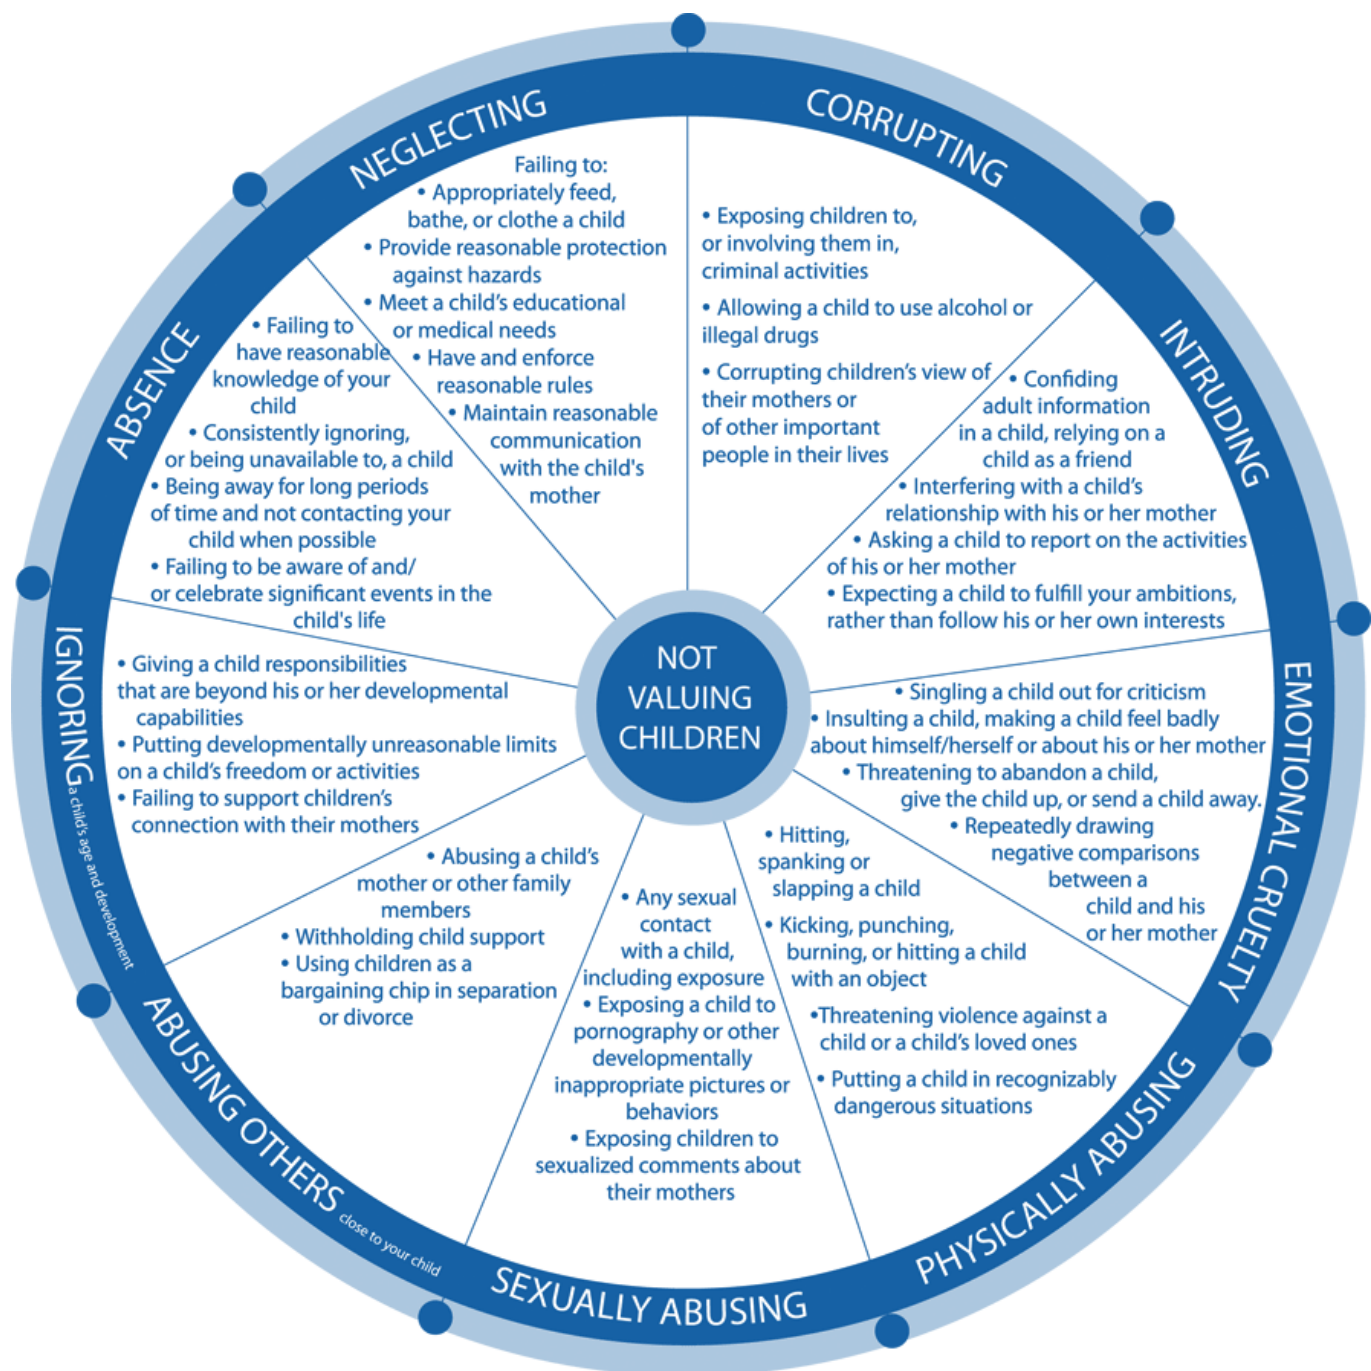 NEGLECTING
Failing to:
• Appropriately feed,
bathe, or clothe a child
• Provide reasonable protection
against hazards
• Meet a child's educational
or medical needs
• Have and enforce
reasonable rules
• Maintain reasonable
communication
with the child's
mother
CORRUPTING
• Exposing children to,
or involving them in,
criminal activities
• Allowing a child to use alcohol or
illegal drugs
• Corrupting children's view of
their mothers or
of other important
people in their lives
INTRUDING
• Confiding
adult information
in a child, relying on a
child as a friend
• Interfering with a child's
relationship with his or her mother
• Asking a child to report on the activities
of his or her mother
• Expecting a child to fulfill your ambitions,
rather than follow his or her own interests
EMOTIONAL CRUELTY
• Singling a child out for criticism
• Insulting a child, making a child feel badly
about himself/herself or about his or her mother
• Threatening to abandon a child,
give the child up, or send a child away.
• Repeatedly drawing
negative comparisons
between a
child and his
or her mother
PHYSICALLY ABUSING
• Hitting,
spanking or
slapping a child
• Kicking, punching,
burning, or hitting a child
with an object
•Threatening violence against a
child or a child's loved ones
• Putting a child in recognizably
dangerous situations
SEXUALLY ABUSING
• Any sexual
contact
with a child,
including exposure
• Exposing a child to
pornography or other
developmentally
inappropriate pictures or
behaviors
• Exposing children to
sexualized comments about
their mothers
ABUSING OTHERS close to your child
• Abusing a child's
mother or other family
members
• Withholding child support
• Using children as a
bargaining chip in separation
or divorce
IGNORING a child's age and development
• Giving a child responsibilities
that are beyond his or her developmental
capabilities
• Putting developmentally unreasonable limits
on a child's freedom or activities
• Failing to support children's
connection with their mothers
ABSENCE
• Failing to
have reasonable
knowledge of your
child
• Consistently ignoring,
or being unavailable to, a child
• Being away for long periods
of time and not contacting your
child when possible
• Failing to be aware of and/
or celebrate significant events in the
child's life
NOT
VALUING
CHILDREN